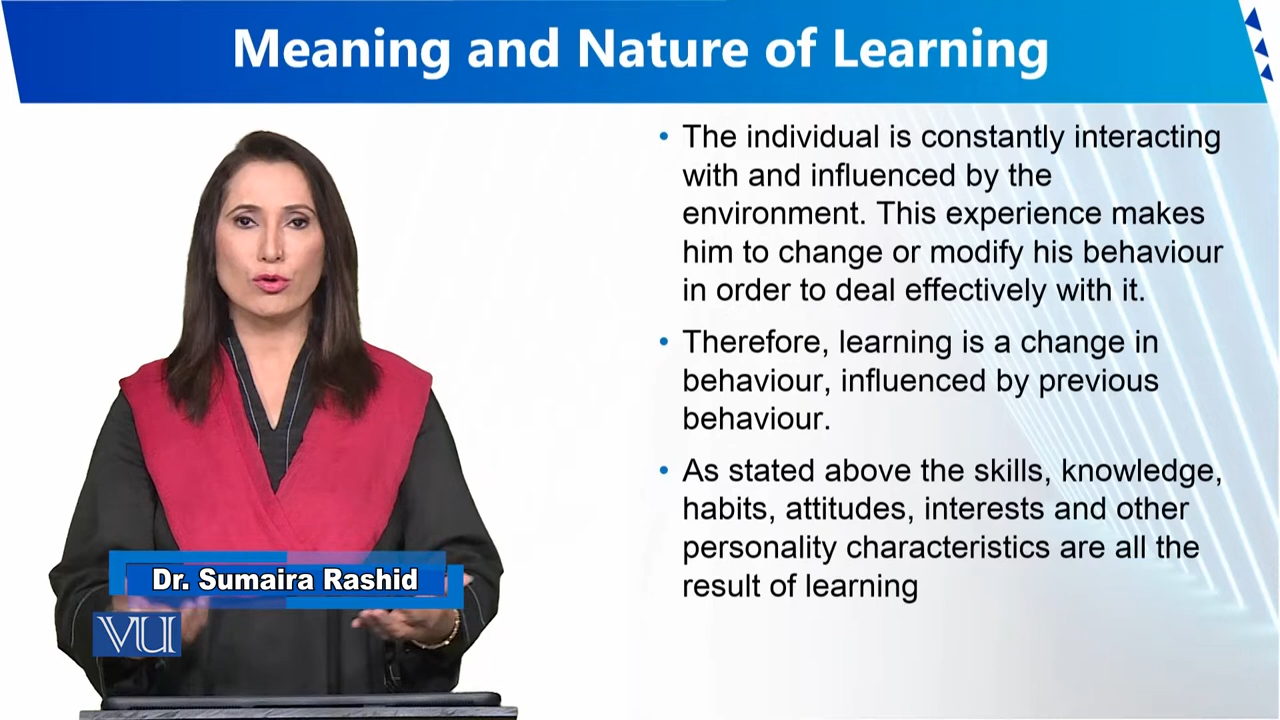 Meaning and Nature of Learning
• The individual is constantly interacting
with and influenced by the
environment. This experience makes
him to change or modify his behaviour
in order to deal effectively with it.
• Therefore, learning is a change in
behaviour, influenced by previous
behaviour.
• As stated above the skills, knowledge,
habits, attitudes, interests and other
personality characteristics are all the
result of learning
Dr. Sumaira Rashid
VU